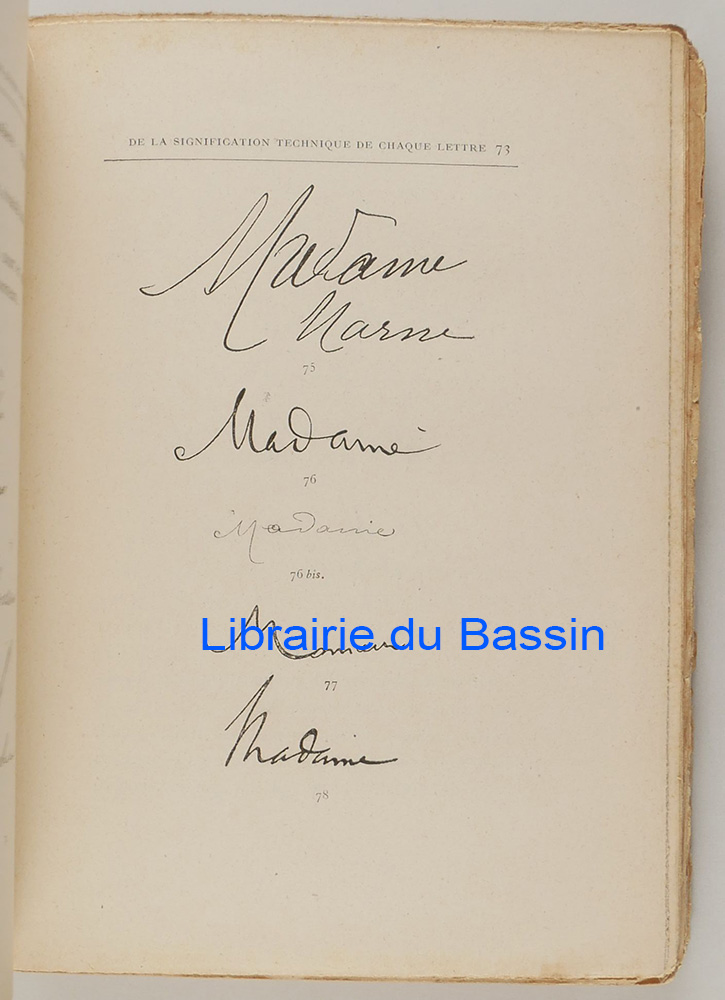 DE LA SIGNIFICATION TECHNIQUE DE CHAQUE LETTRE 73
Madame
Marne
75
Madame
76
Madame
76 bis.
Librairie du Bassin
77
Madame
78